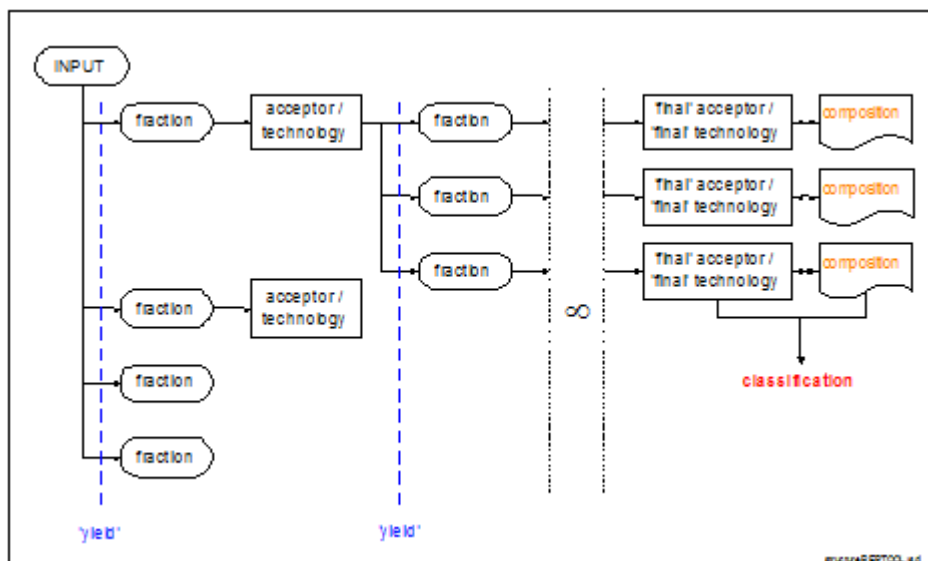 INPUT
fraction
acceptor /
technology
fraction
'final' acceptor /
'final' technology
composition
fraction
'final' acceptor /
'final' technology
composition
fraction
'final' acceptor /
'final' technology
composition
fraction
acceptor /
technology
∞
fraction
classification
fraction
'yield'
'yield'